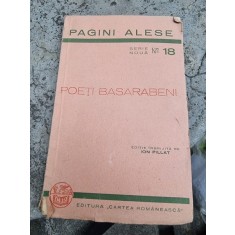 PAGINI ALESE
SERIE NOUĂ No. 18
POEȚI BASARABENI
EDIȚIE ÎNGRIJITĂ DE
ION PILLAT
EDITURA „CARTEA ROMÂNEASCĂ"